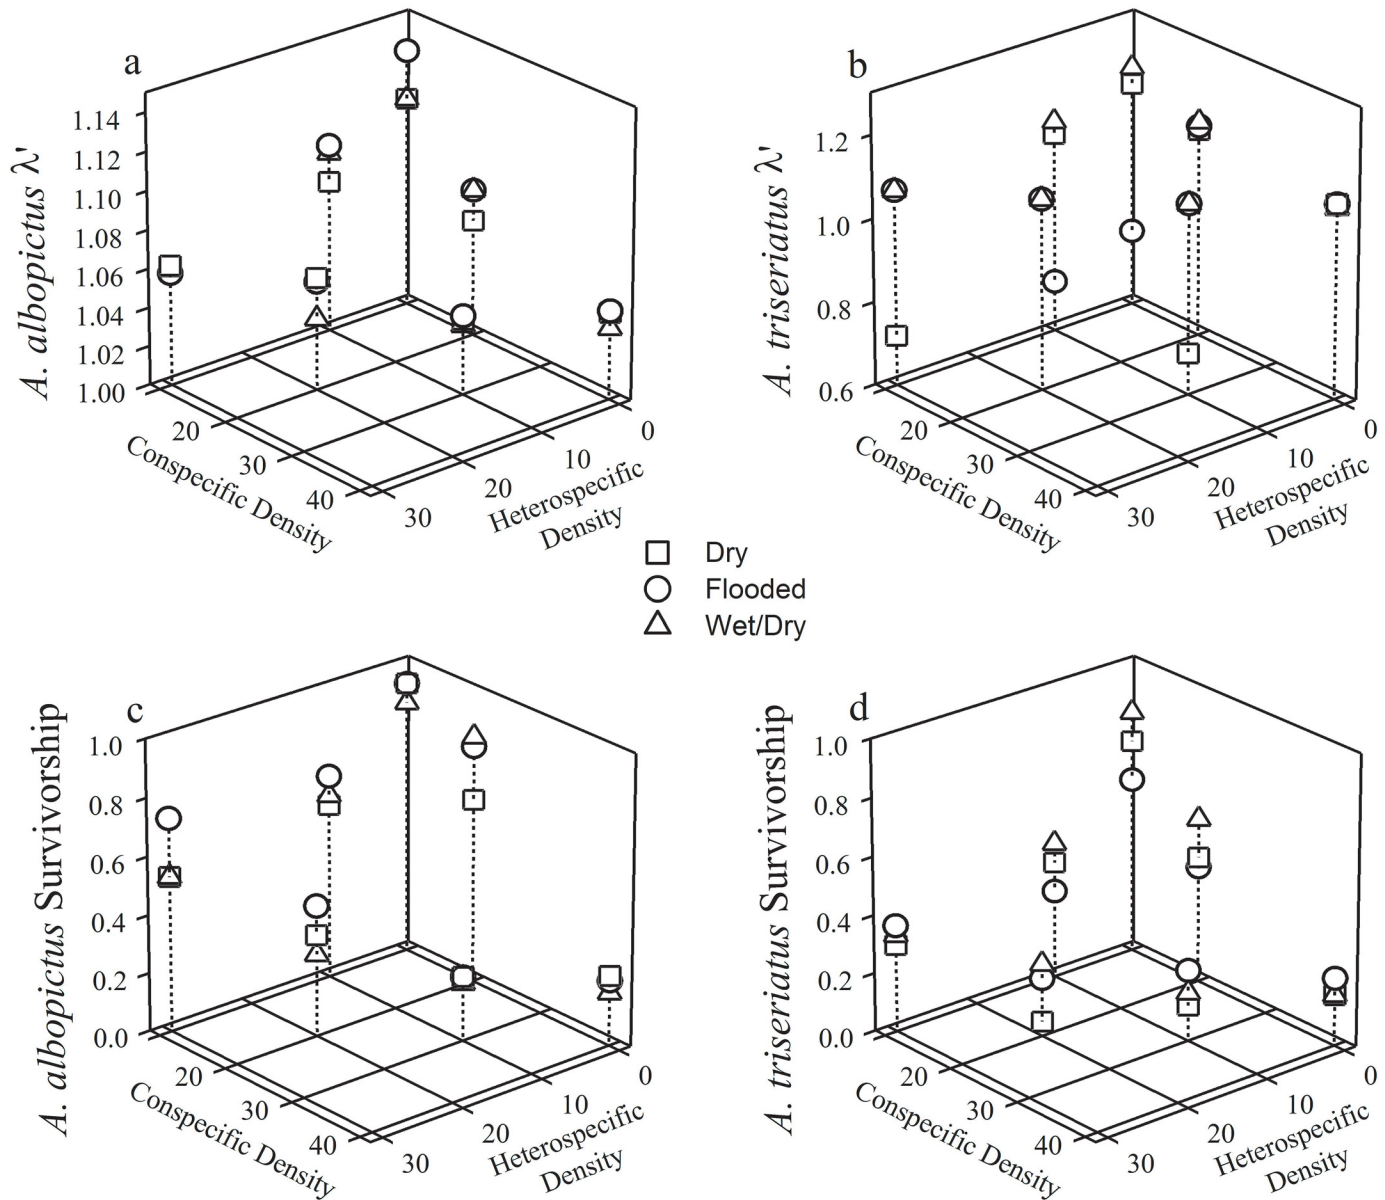 a
A. albopictus λ'
1.14
1.12
1.10
1.08
1.06
1.04
1.02
1.00
20
30
40
Conspecific Density
0
10
20
30
Heterospecific
Density
b
A. triseriatus λ'
1.2
1.0
0.8
0.6
20
30
40
Conspecific Density
0
10
20
30
Heterospecific
Density
Dry
Flooded
Wet/Dry
c
A. albopictus Survivorship
1.0
0.8
0.6
0.4
0.2
0.0
20
30
40
Conspecific Density
0
10
20
30
Heterospecific
Density
d
A. triseriatus Survivorship
1.0
0.8
0.6
0.4
0.2
0.0
20
30
40
Conspecific Density
0
10
20
30
Heterospecific
Density